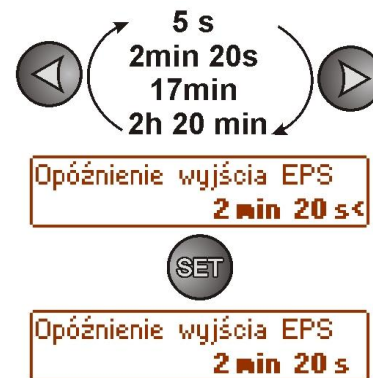 5 s
2min 20s
17min
2h 20 min
Opóźnienie wyjścia EPS
2 min 20 s<
SET
Opóźnienie wyjścia EPS
2 min 20 s